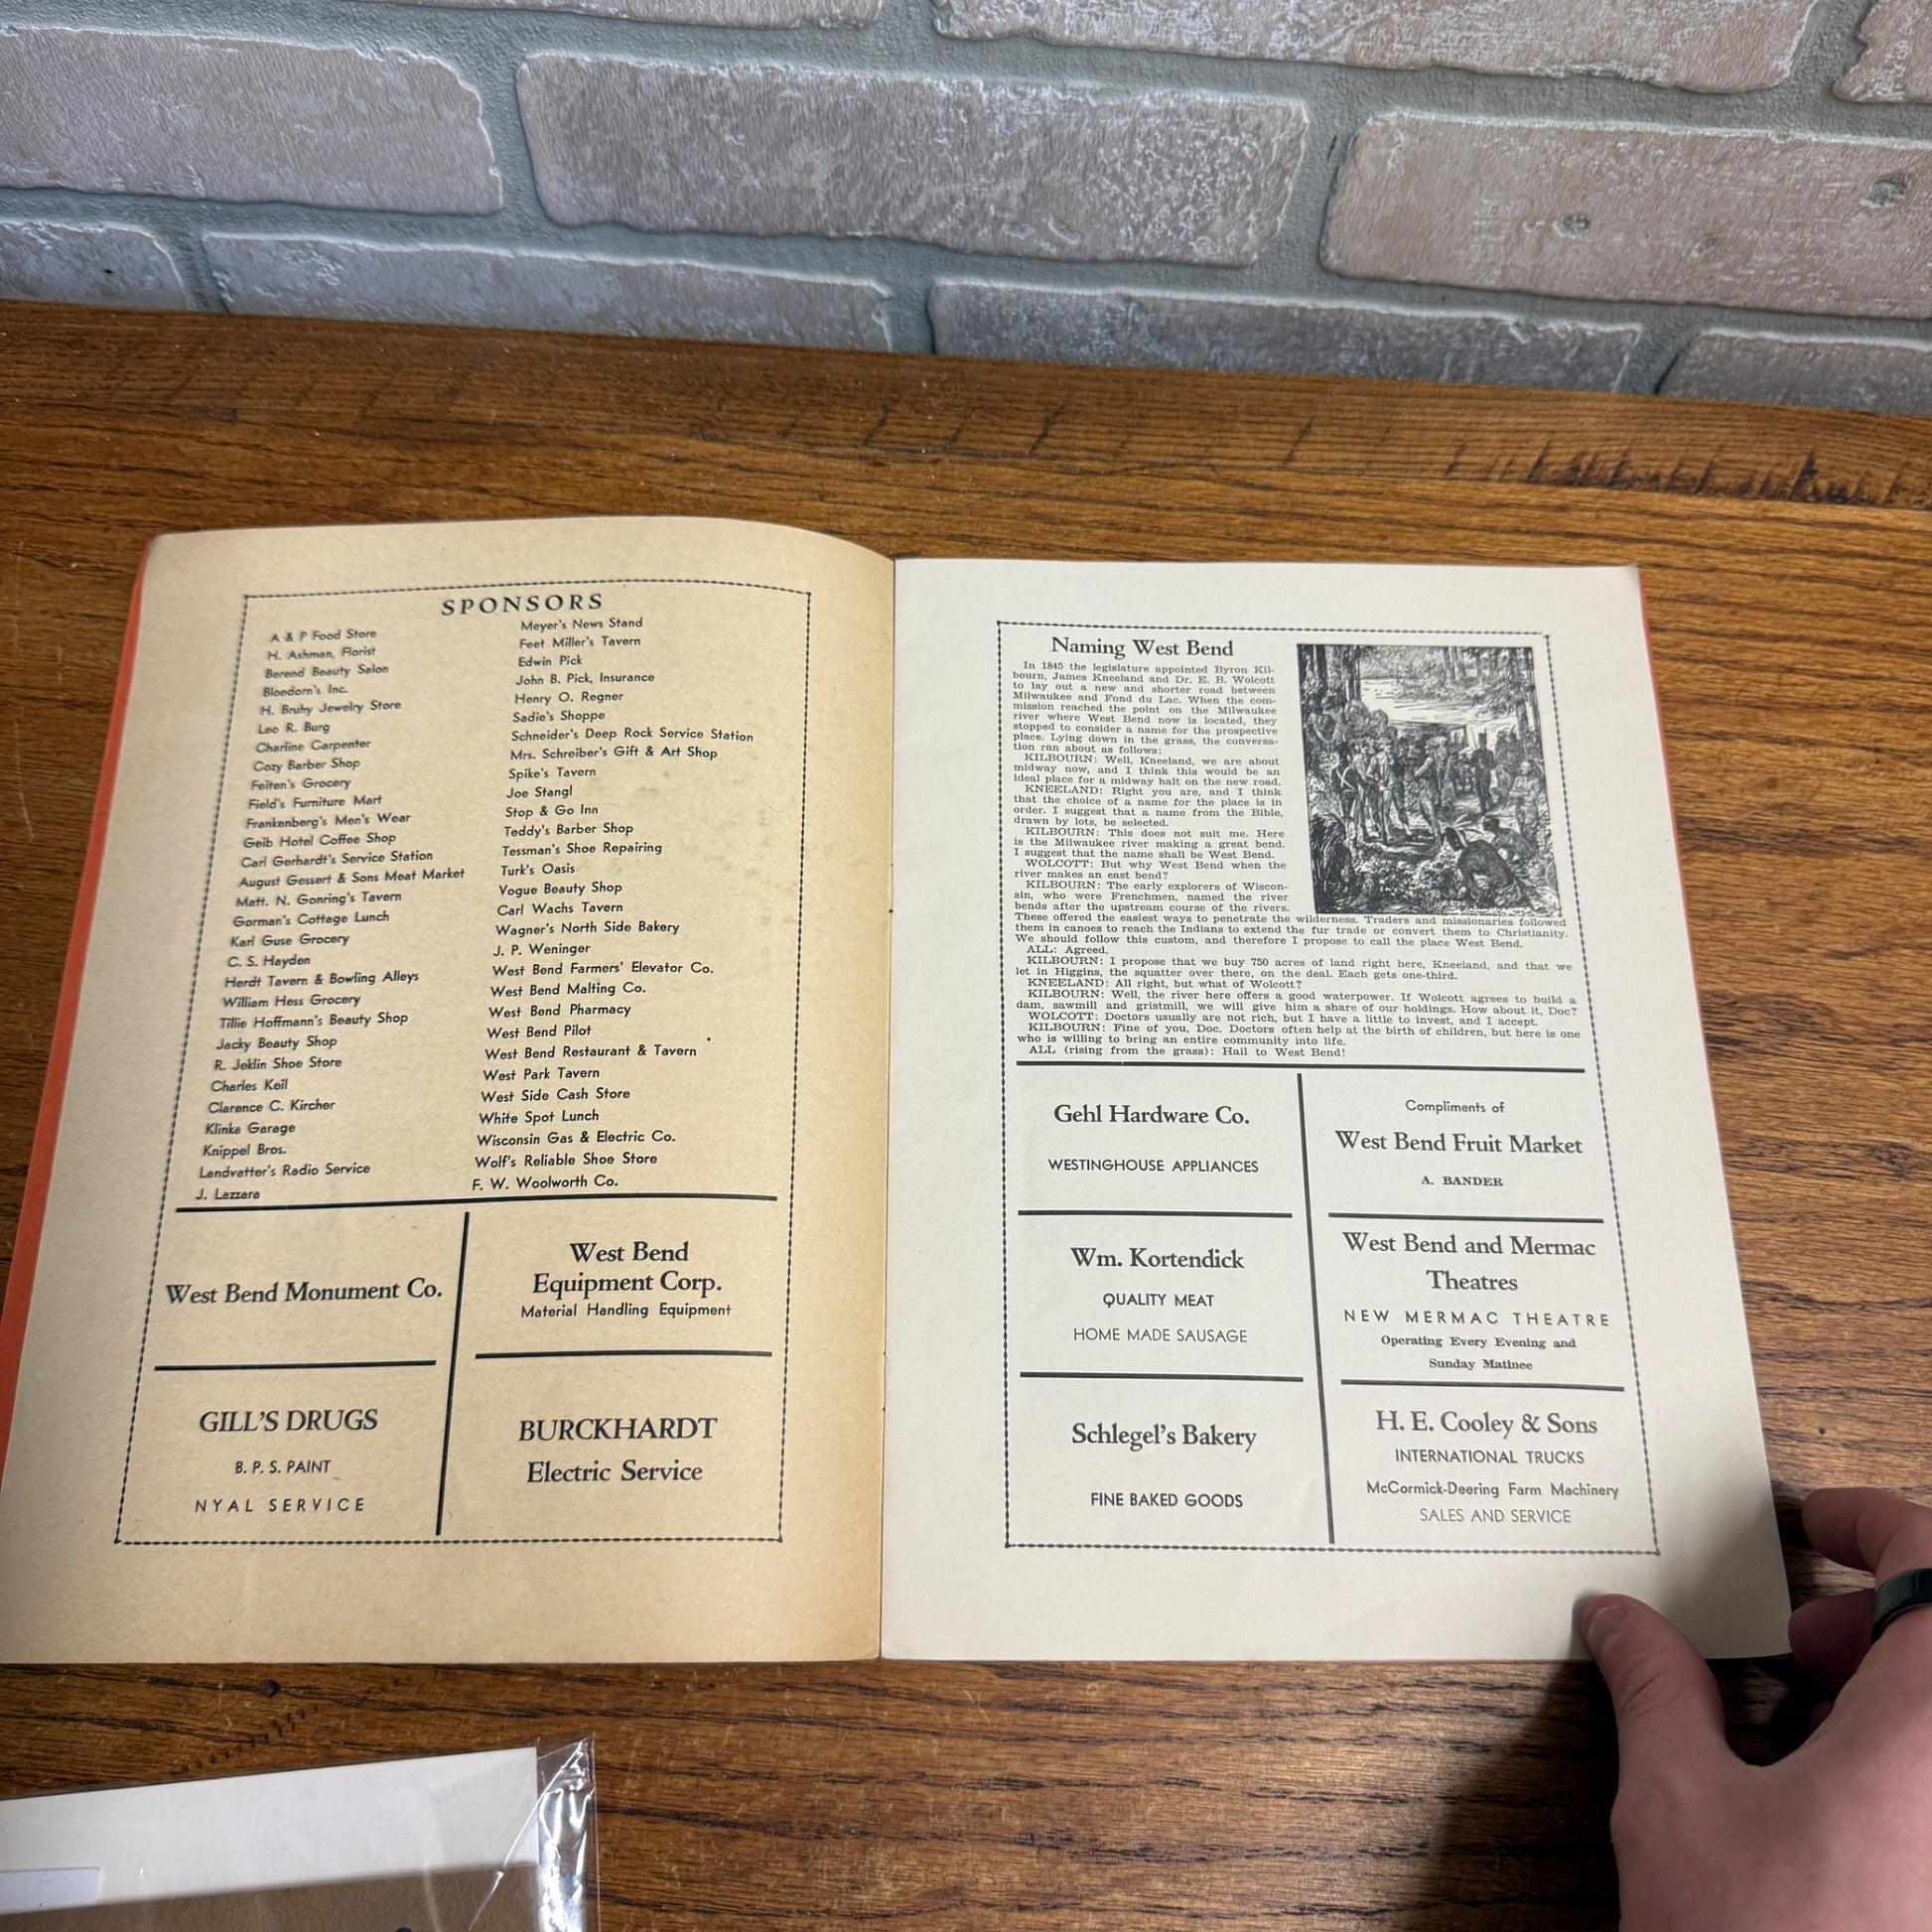 SPONSORS
A & P Food Store
H. Ashman, Florist
Berend Beauty Salon
Bloedorn's Inc.
H. Bruhy Jewelry Store
Leo R. Burg
Charline Carpenter
Cozy Barber Shop
Feiten's Grocery
Field's Furniture Mart
Frankenberg's Men's Wear
Geib Hotel Coffee Shop
Carl Gerhardt's Service Station
August Gessert & Sons Meat Market
Matt. N. Gonring's Tavern
Gorman's Cottage Lunch
Karl Guse Grocery
C. S. Hayden
Herdt Tavern & Bowling Alleys
William Hess Grocery
Tillie Hoffmann's Beauty Shop
Jacky Beauty Shop
R. Jeklin Shoe Store
Charles Keil
Clarence C. Kircher
Klinka Garage
Knippel Bros.
Landvatter's Radio Service
J. Lazzara
Meyer's News Stand
Feet Miller's Tavern
Edwin Pick
John B. Pick, Insurance
Henry O. Regner
Sadie's Shoppe
Schneider's Deep Rock Service Station
Mrs. Schreiber's Gift & Art Shop
Spike's Tavern
Joe Stangl
Stop & Go Inn
Teddy's Barber Shop
Tessman's Shoe Repairing
Turk's Oasis
Vogue Beauty Shop
Carl Wachs Tavern
Wagner's North Side Bakery
J. P. Weninger
West Bend Farmers' Elevator Co.
West Bend Malting Co.
West Bend Pharmacy
West Bend Pilot
West Bend Restaurant & Tavern
West Park Tavern
West Side Cash Store
White Spot Lunch
Wisconsin Gas & Electric Co.
Wolf's Reliable Shoe Store
F. W. Woolworth Co.
West Bend Monument Co.
West Bend
Equipment Corp.
Material Handling Equipment
GILL'S DRUGS
B. P. S. PAINT
NYAL SERVICE
BURCKHARDT
Electric Service
Naming West Bend
In 1845 the legislature appointed Byron Kil-
bourn, James Kneeland and Dr. E. B. Wolcott
to lay out a new and shorter road between
Milwaukee and Fond du Lac. When the com-
mission reached the point on the Milwaukee
river where West Bend now is located, they
stopped to consider a name for the prospective
place. Lying down in the grass, the conversa-
tion ran about as follows:
KILBOURN: Well, Kneeland, we are about
midway now, and I think this would be an
ideal place for a midway halt on the new road.
KNEELAND: Right you are, and I think
that the choice of a name for the place is in
order. I suggest that a name from the Bible,
drawn by lots, be selected.
KILBOURN: This does not suit me. Here
is the Milwaukee river making a great bend.
I suggest that the name shall be West Bend.
WOLCOTT: But why West Bend when the
river makes an east bend?
KILBOURN: The early explorers of Wiscon-
sin, who were Frenchmen, named the river
bends after the upstream course of the rivers.
These offered the easiest ways to penetrate the wilderness. Traders and missionaries followed
them in canoes to reach the Indians to extend the fur trade or convert them to Christianity.
We should follow this custom, and therefore I propose to call the place West Bend.
ALL: Agreed.
KILBOURN: I propose that we buy 750 acres of land right here, Kneeland, and that we
let in Higgins, the squatter over there, on the deal. Each gets one-third.
KNEELAND: All right, but what of Wolcott?
KILBOURN: Well, the river here offers a good waterpower. If Wolcott agrees to build a
dam, sawmill and gristmill, we will give him a share of our holdings. How about it, Doc?
WOLCOTT: Doctors usually are not rich, but I have a little to invest, and I accept.
KILBOURN: Fine of you, Doc. Doctors often help at the birth of children, but here is one
who is willing to bring an entire community into life.
ALL (rising from the grass): Hail to West Bend!
Gehl Hardware Co.
WESTINGHOUSE APPLIANCES
Compliments of
West Bend Fruit Market
A. BANDER
Wm. Kortendick
QUALITY MEAT
HOME MADE SAUSAGE
West Bend and Mermac
Theatres
NEW MERMAC THEATRE
Operating Every Evening and
Sunday Matinee
Schlegel's Bakery
FINE BAKED GOODS
H. E. Cooley & Sons
INTERNATIONAL TRUCKS
McCormick-Deering Farm Machinery
SALES AND SERVICE